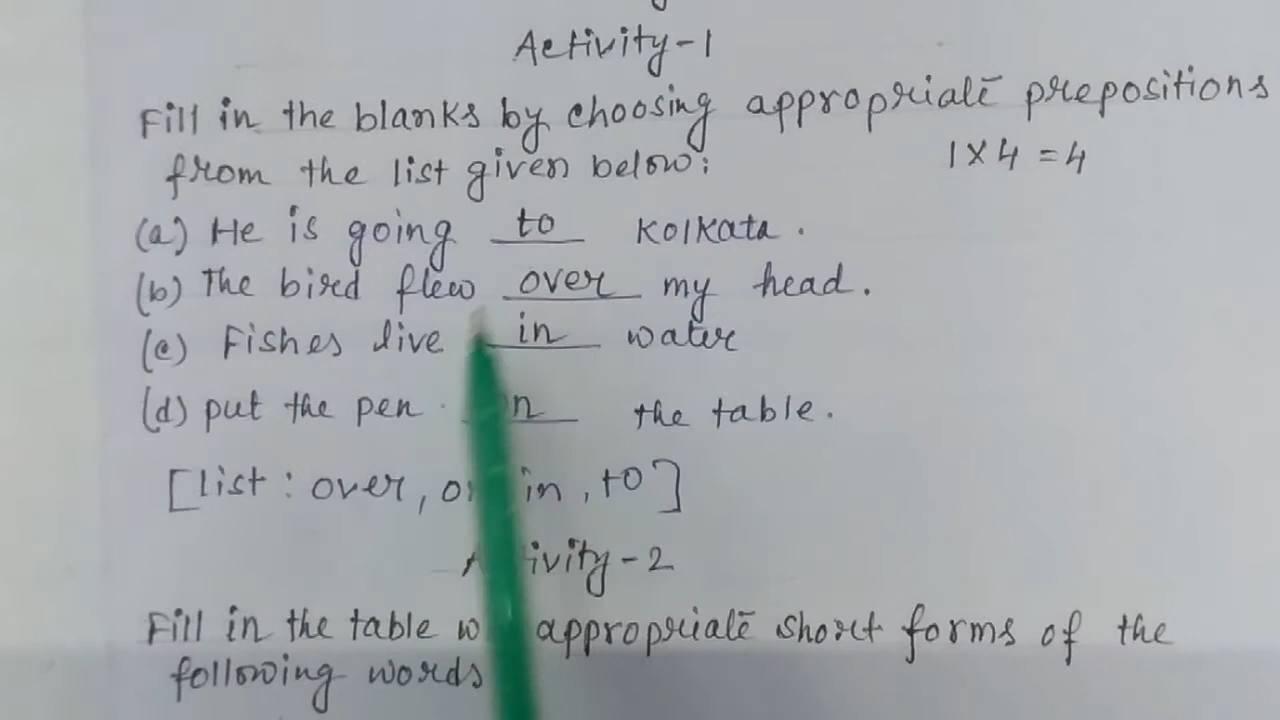 Activity-1
Fill in the blanks by choosing appropriate prepositions
from the list given below:
1 X 4 = 4
(a) He is going to Kolkata.
(b) The bird flew over my head.
(c) Fishes live in water
(d) put the pen the table.
[list : over, in, to]
-2
Fill in the table appropriate short forms of the
following words